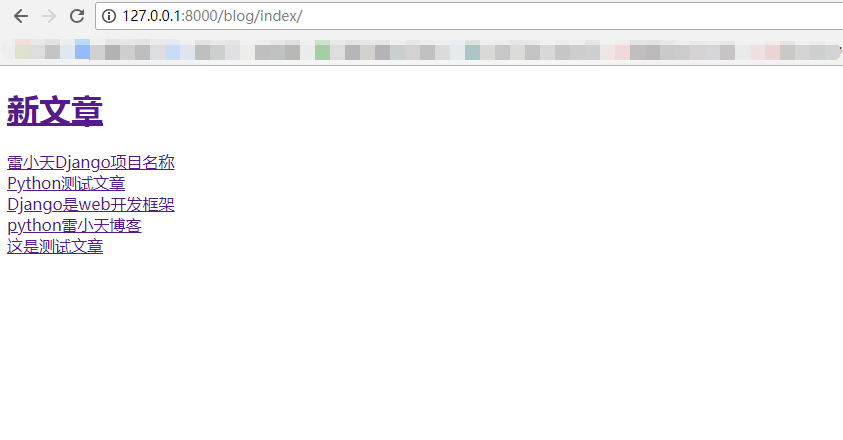 127.0.0.1:8000/blog/index/
新文章
雷小天Django项目名称
Python测试文章
Django是web开发框架
python雷小天博客
这是测试文章